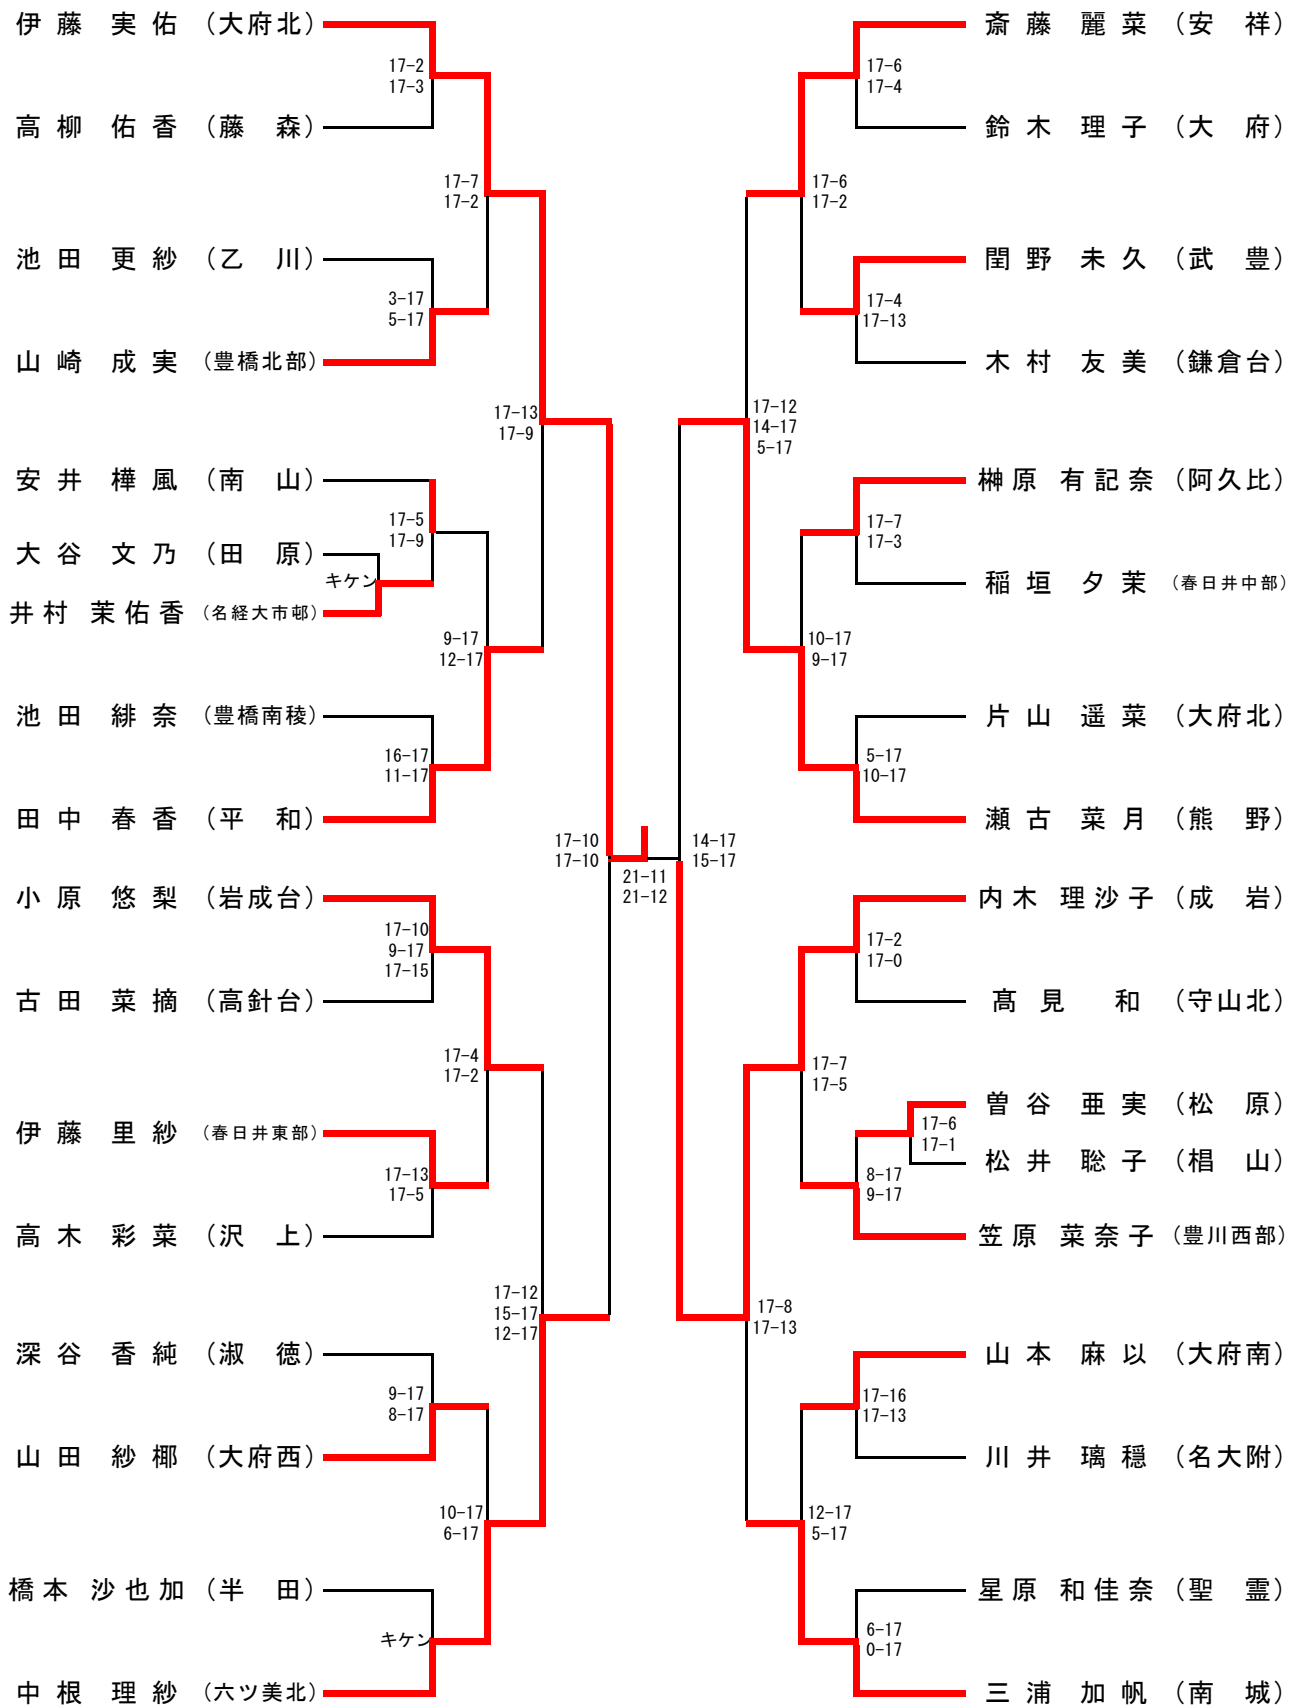 伊藤 実佑 (大府北)
17-2
17-3
高柳 佑香 (藤 森)
17-7
17-2
池田 更紗 (乙 川)
3-17
5-17
山崎 成実 (豊橋北部)
17-13
17-9
安井 樺風 (南 山)
17-5
17-9
大谷 文乃 (田 原)
キケン
井村 茉佑香 (名経大市邨)
9-17
12-17
池田 緋奈 (豊橋南稜)
16-17
11-17
田中 春香 (平 和)
17-10
17-10
小原 悠梨 (岩成台)
17-10
9-17
17-15
古田 菜摘 (高針台)
17-4
17-2
伊藤 里紗 (春日井東部)
17-13
17-5
高木 彩菜 (沢 上)
17-12
15-17
12-17
深谷 香純 (淑 徳)
9-17
8-17
山田 紗椰 (大府西)
10-17
6-17
橋本 沙也加 (半 田)
キケン
中根 理紗 (六ツ美北)
21-11
21-12
斎藤 麗菜 (安 祥)
17-6
17-4
鈴木 理子 (大 府)
17-6
17-2
閏野 未久 (武 豊)
17-4
17-13
木村 友美 (鎌倉台)
17-12
14-17
5-17
榊原 有記奈 (阿久比)
17-7
17-3
稲垣 夕茉 (春日井中部)
10-17
9-17
片山 遥菜 (大府北)
5-17
10-17
瀬古 菜月 (熊 野)
14-17
15-17
内木 理沙子 (成 岩)
17-2
17-0
髙見 和 (守山北)
17-7
17-5
曽谷 亜実 (松 原)
17-6
17-1
松井 聡子 (椙 山)
8-17
9-17
笠原 菜奈子 (豊川西部)
17-8
17-13
山本 麻以 (大府南)
17-16
17-13
川井 璃穏 (名大附)
12-17
5-17
星原 和佳奈 (聖 霊)
6-17
0-17
三浦 加帆 (南 城)